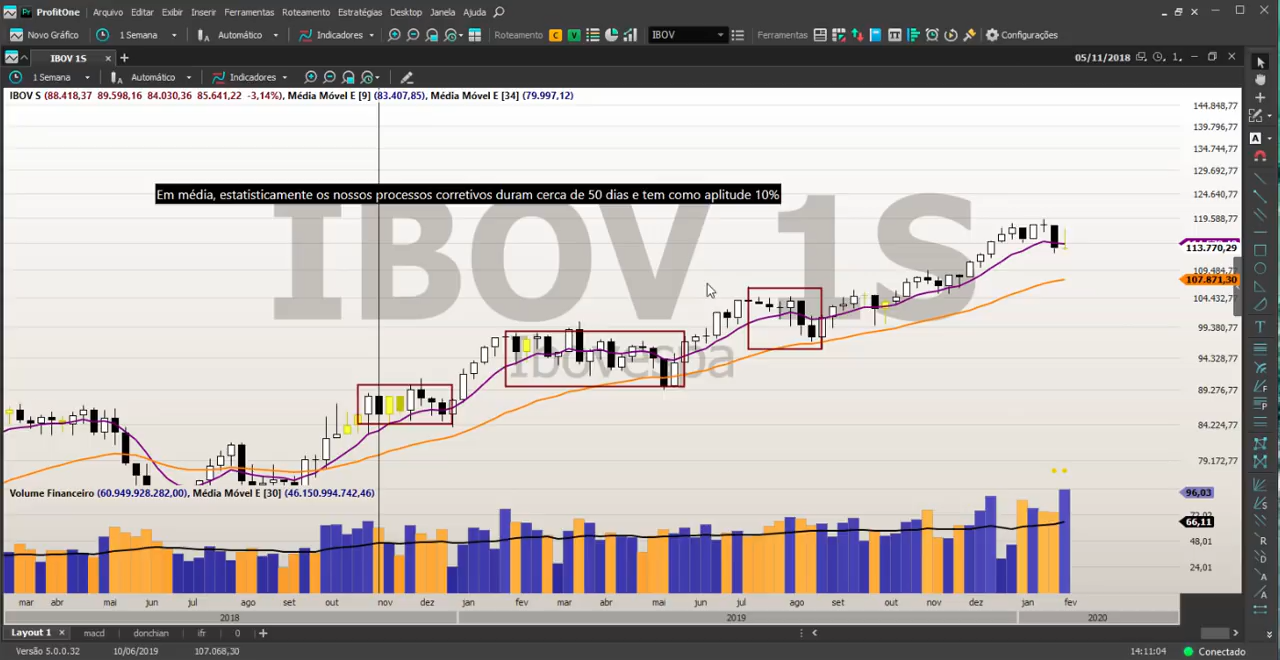 ProfitOne Arquivo Editar Exibir Inserir Ferramentas Roteamento Estratégias Desktop Janela Ajuda
Novo Gráfico 1 Semana Automático Indicadores Roteamento C V IBOV Ferramentas Configurações
IBOV 1S × + 05/11/2018 1
1 Semana Automático Indicadores
IBOV S (88.418,37 89.598,16 84.030,36 85.641,22 -3,14%), Média Móvel E [9] (83.407,85), Média Móvel E [34] (79.997,12)
144.848,77
139.796,77
134.744,77
129.692,77
Em média, estatisticamente os nossos processos corretivos duram cerca de 50 dias e tem como aplitude 10%
124.640,77
IBOV 1S
119.588,77
113.770,29
109.484,77
107.871,30
104.432,77
99.380,77
Ibovespa
94.328,77
89.276,77
84.224,77
79.172,77
Volume Financeiro (60.949.928.282,00), Média Móvel E [30] (46.150.994.742,46)
96,03
66,11
48,01
24,01
mar abr mai jun jul ago set out nov dez jan fev mar abr mai jun jul ago set out nov dez jan fev
2018 2019 2020
Layout 1 × macd donchian ifr 0 +
Versão 5.0.0.32 10/06/2019 107.068,30 14:11:04 Conectado